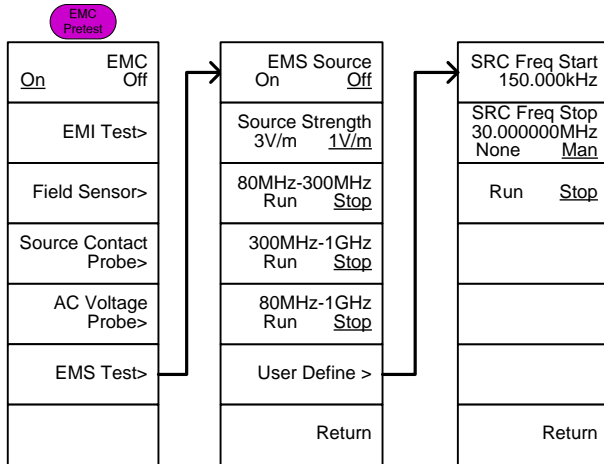 EMC
Pretest
EMC
On Off
EMI Test>
Field Sensor>
Source Contact
Probe>
AC Voltage
Probe>
EMS Test>
EMS Source
On Off
Source Strength
3V/m 1V/m
80MHz-300MHz
Run Stop
300MHz-1GHz
Run Stop
80MHz-1GHz
Run Stop
User Define >
Return
SRC Freq Start
150.000kHz
SRC Freq Stop
30.000000MHz
None Man
Run Stop
Return